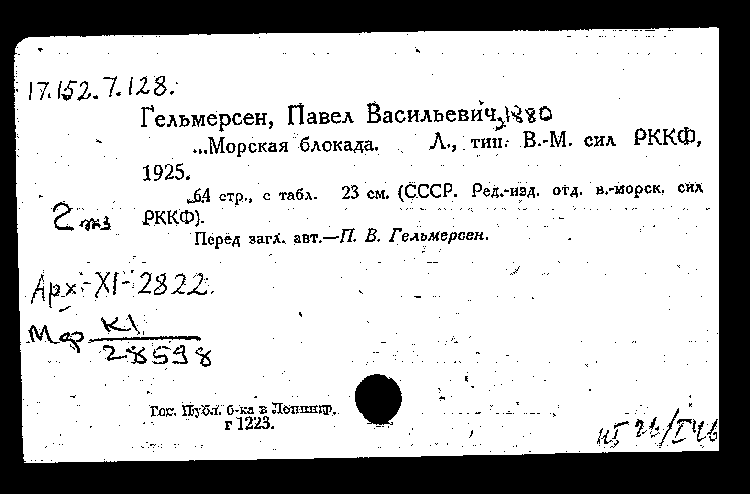 17.152.7.128.
Гельмерсен, Павел Васильевич, 1880
...Морская блокада. Л., тип. В.-М. сил РККФ,
1925.
64 стр., с табл. 23 см. (СССР. Ред.-изд. отд. в.-морск. сил
РККФ).
2 экз
Перед загл. авт.—П. В. Гельмерсен.
Арх-XI-2822.
Мф К1
28598
Гос. Публ. б-ка в Ленингр.
г 1223.